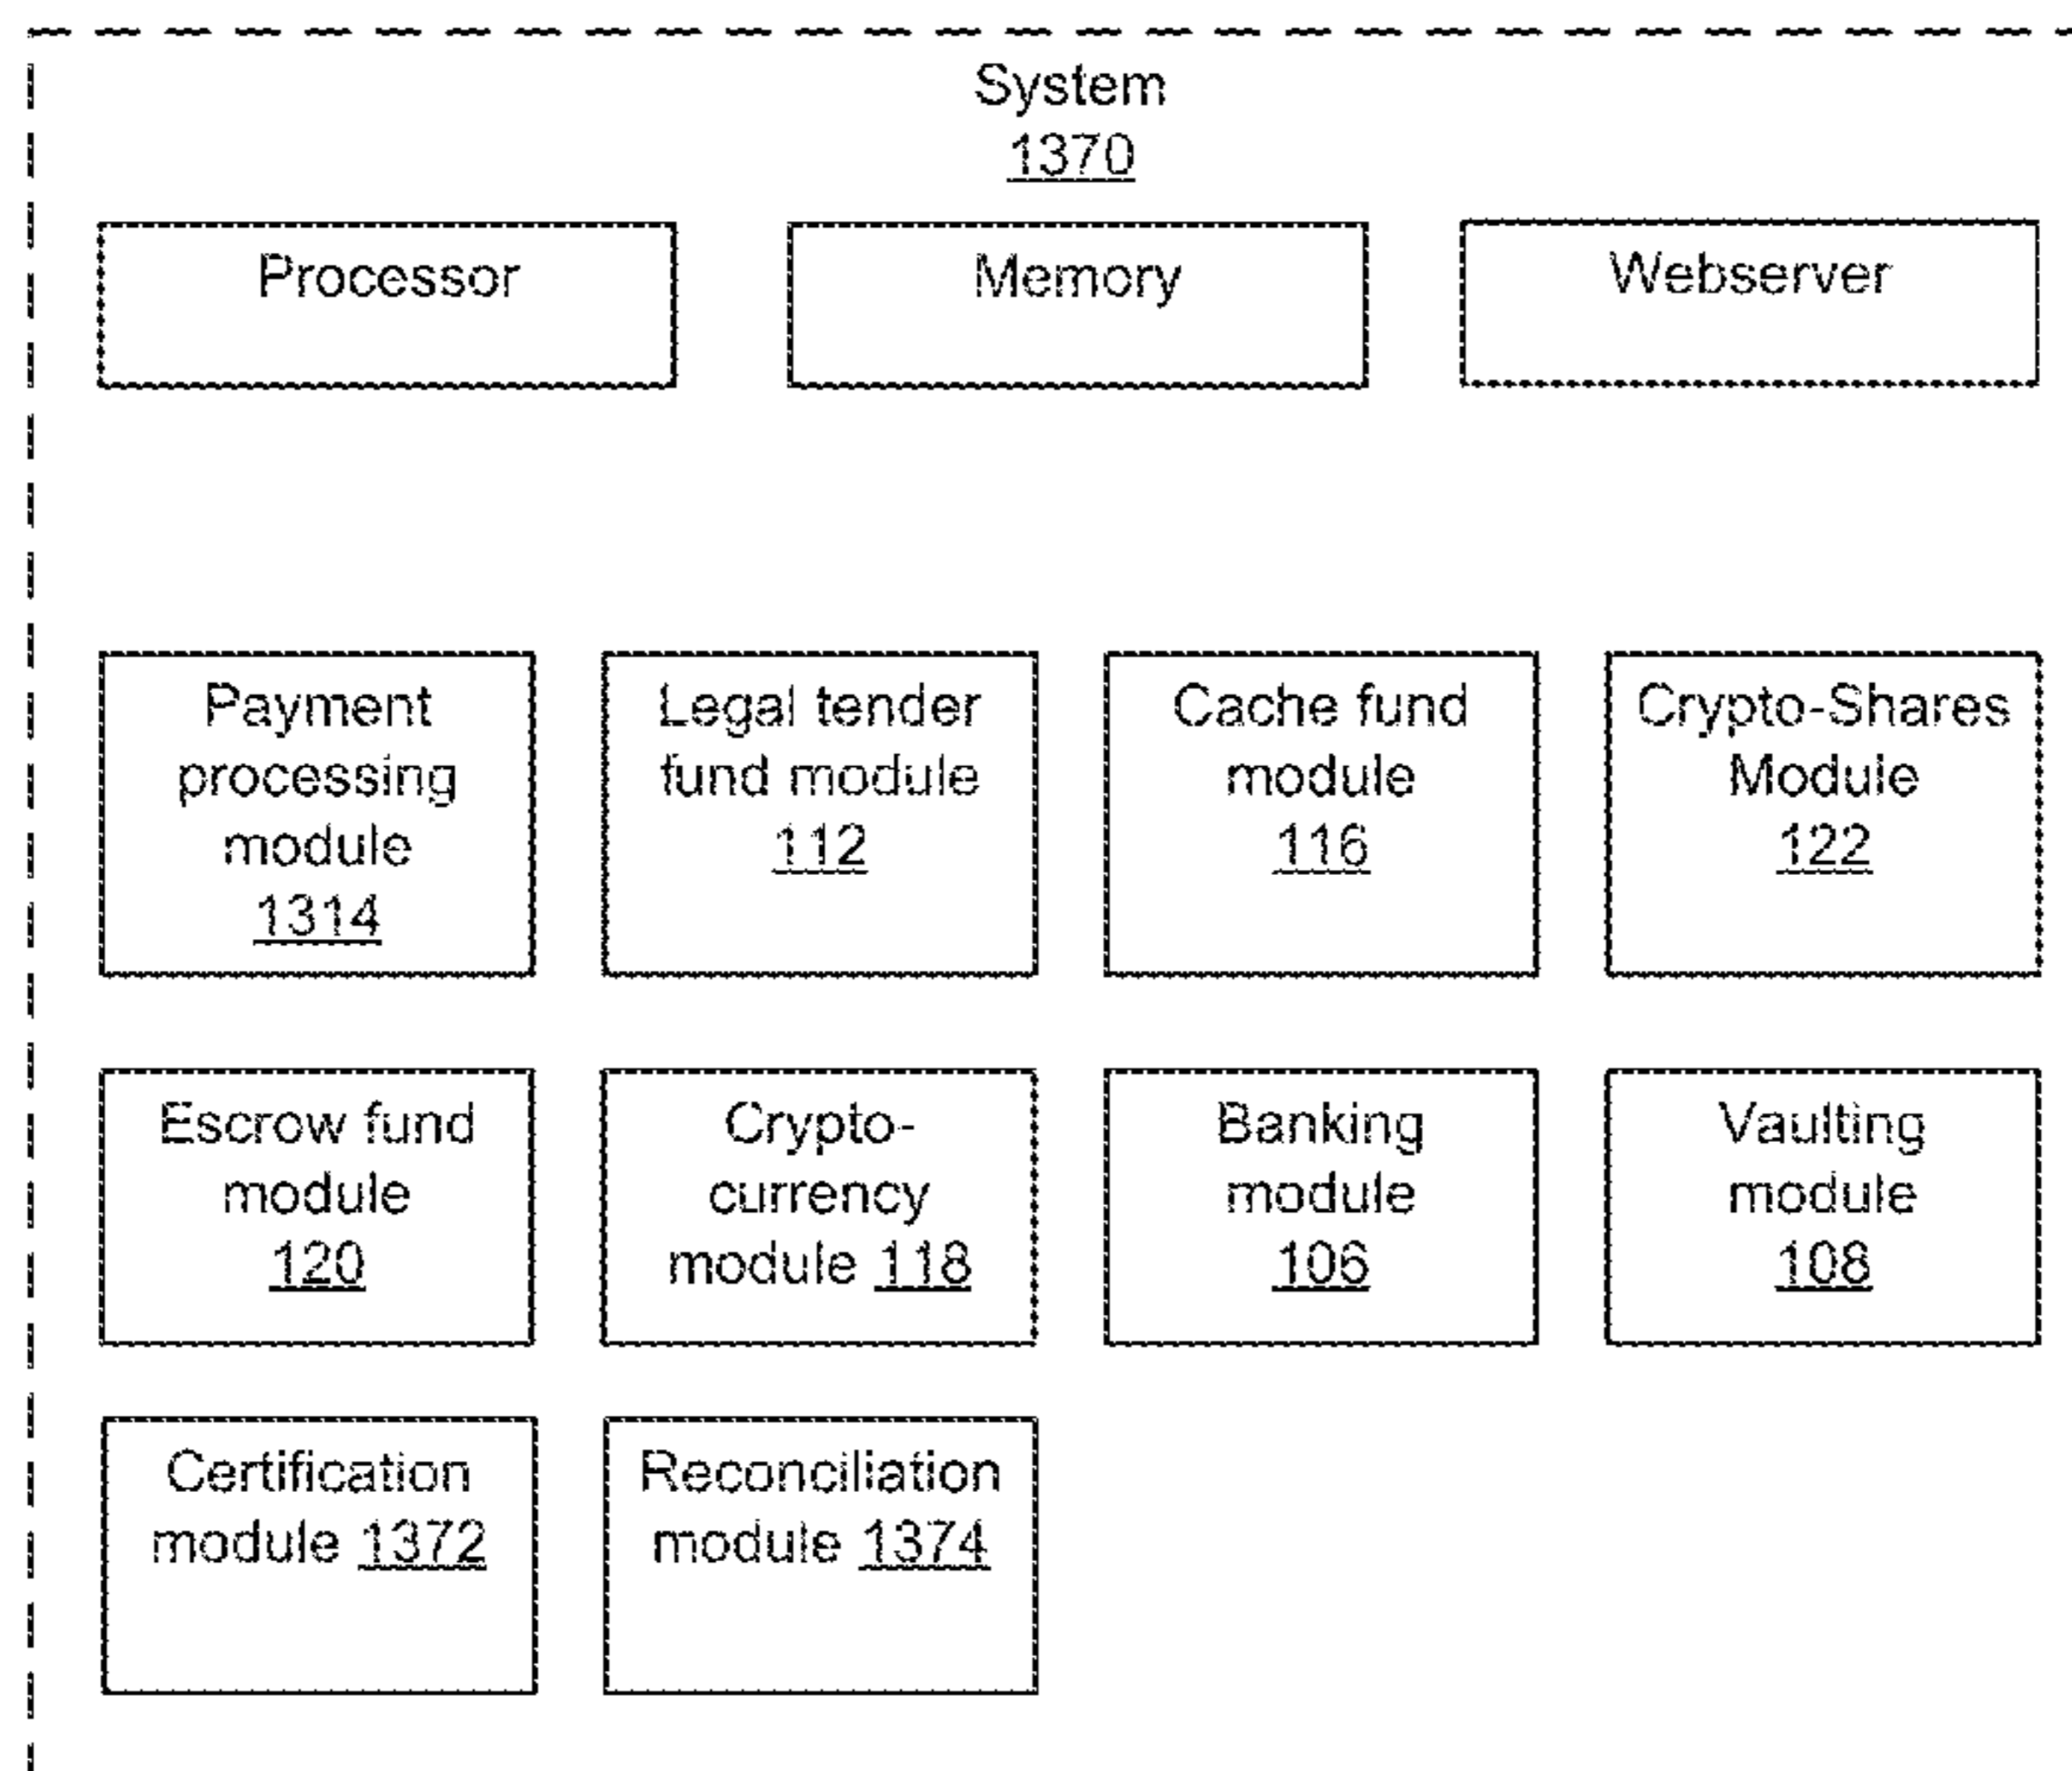 System
1370
Processor
Memory
Webserver
Payment
processing
module
1314
Legal tender
fund module
112
Cache fund
module
116
Crypto-Shares
Module
122
Escrow fund
module
120
Crypto-
currency
module 118
Banking
module
106
Vaulting
module
108
Certification
module 1372
Reconciliation
module 1374